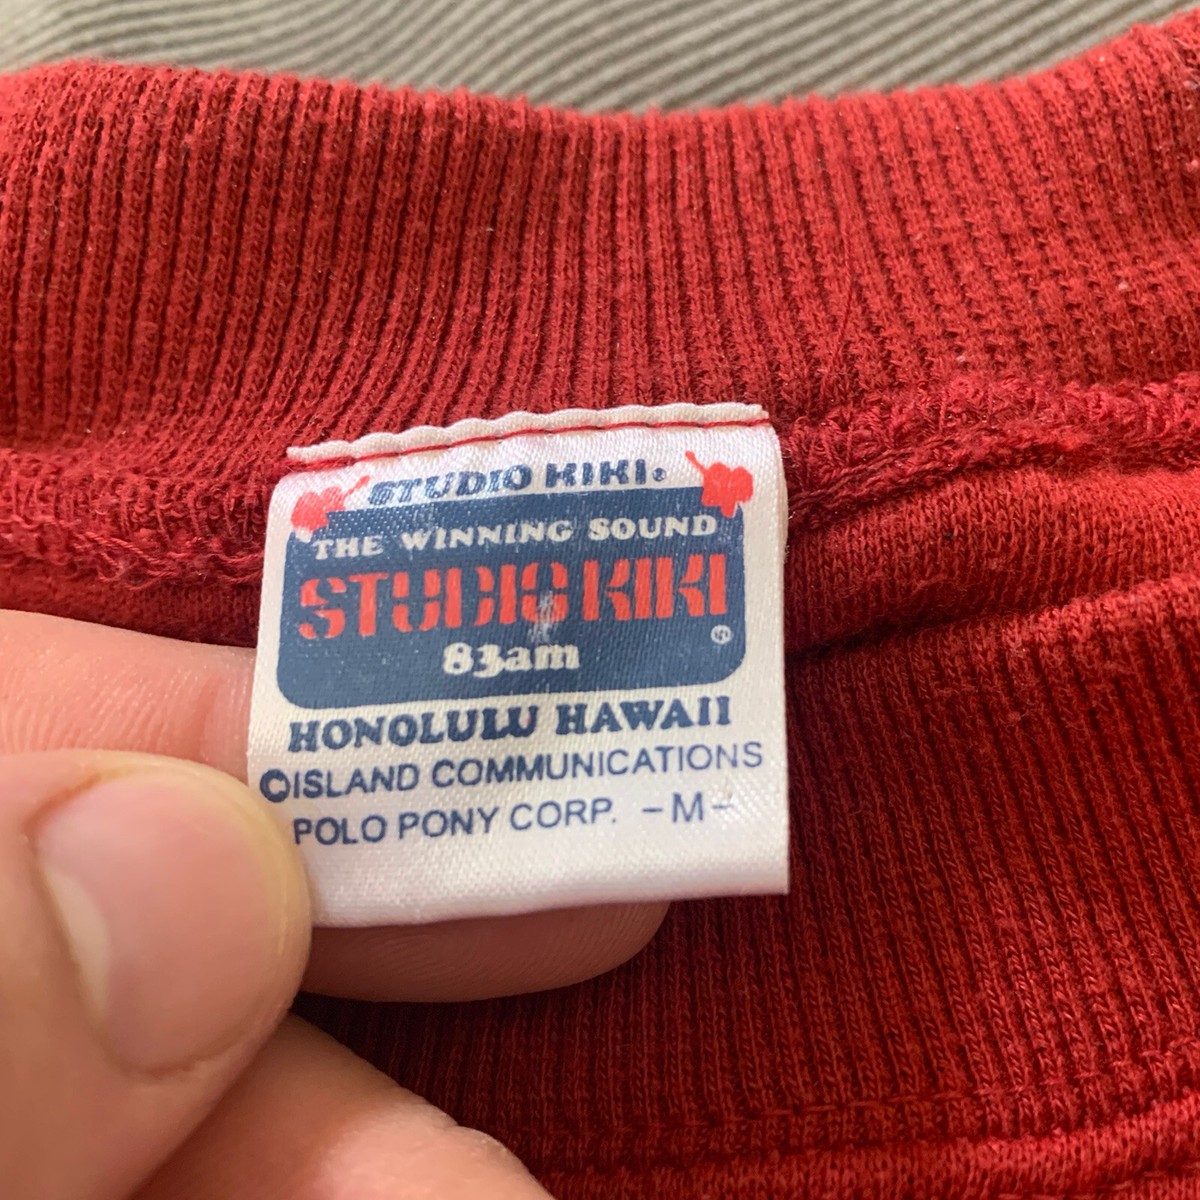 STUDIO KIKI®
THE WINNING SOUND
STUDIO KIKI ®
83am
HONOLULU HAWAII
©ISLAND COMMUNICATIONS
POLO PONY CORP. -M-